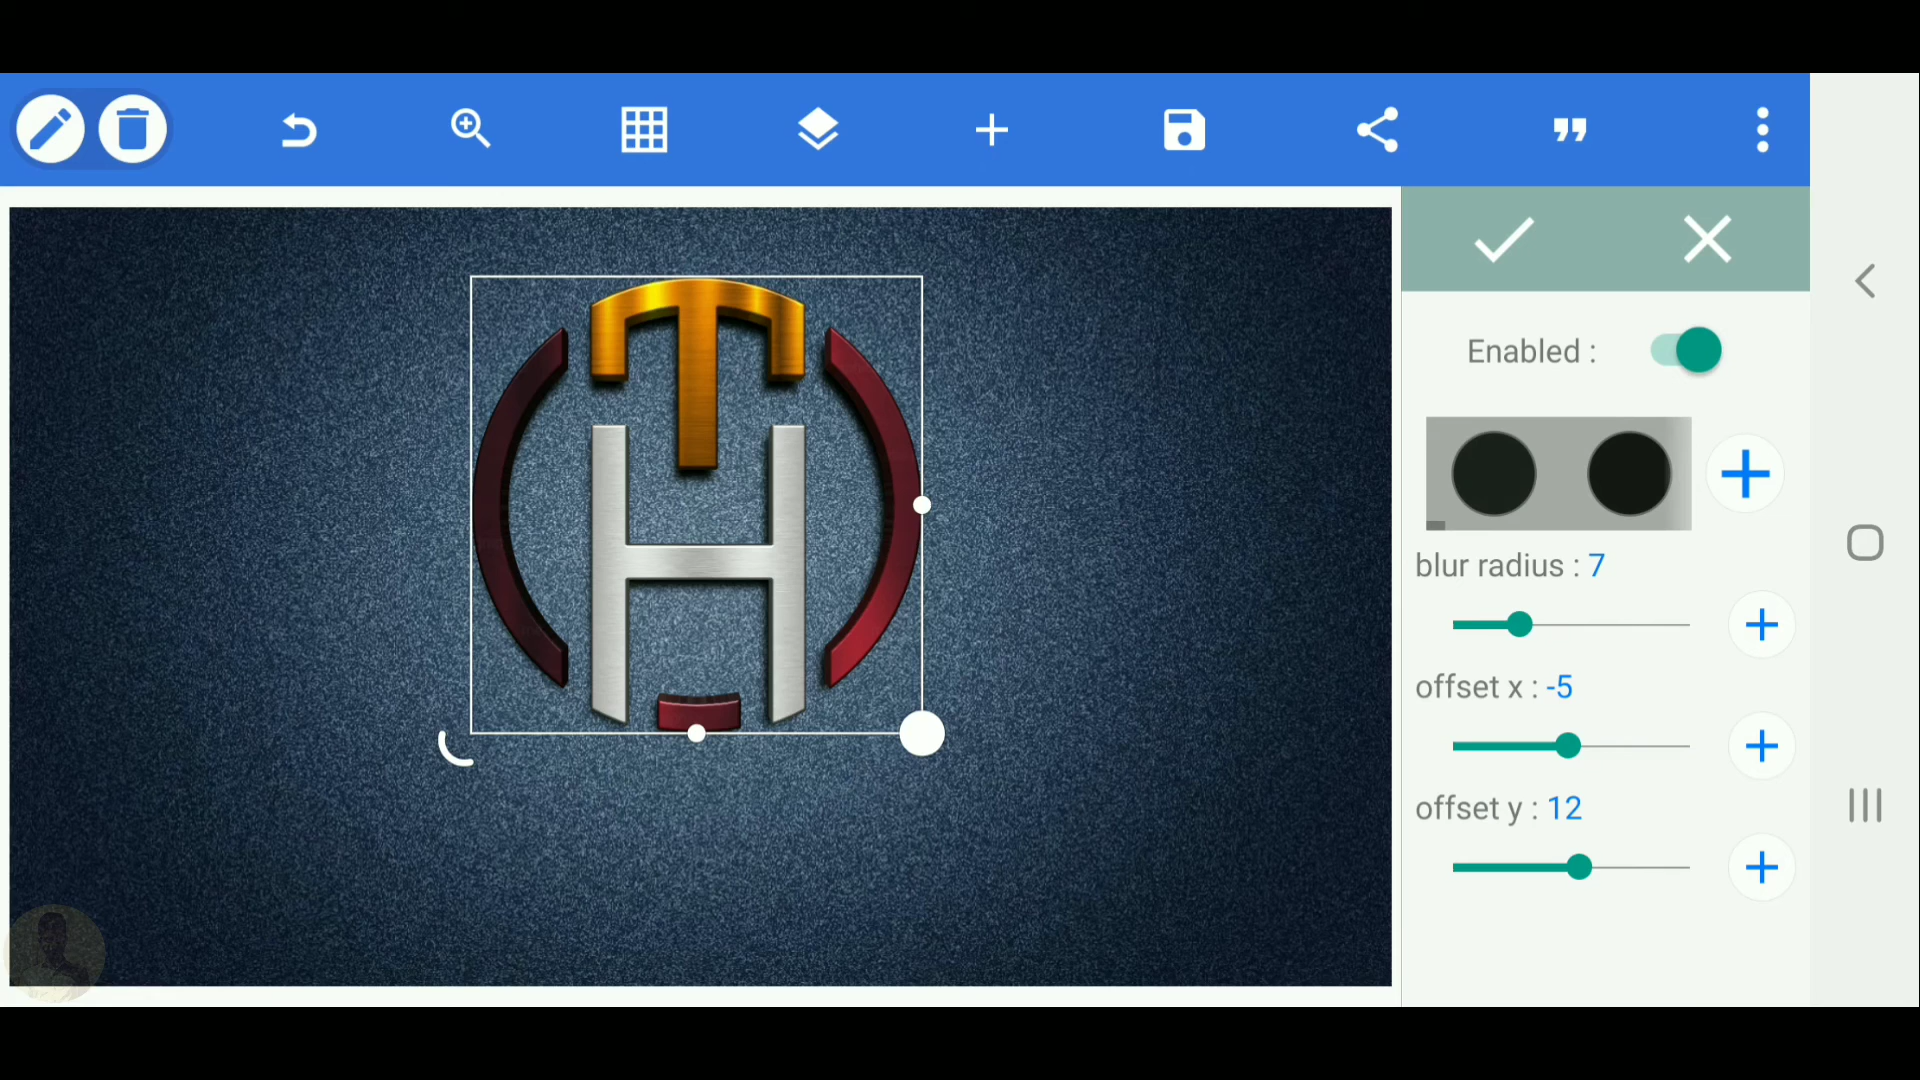 T
H
Enabled :
blur radius : 7
offset x : -5
offset y : 12